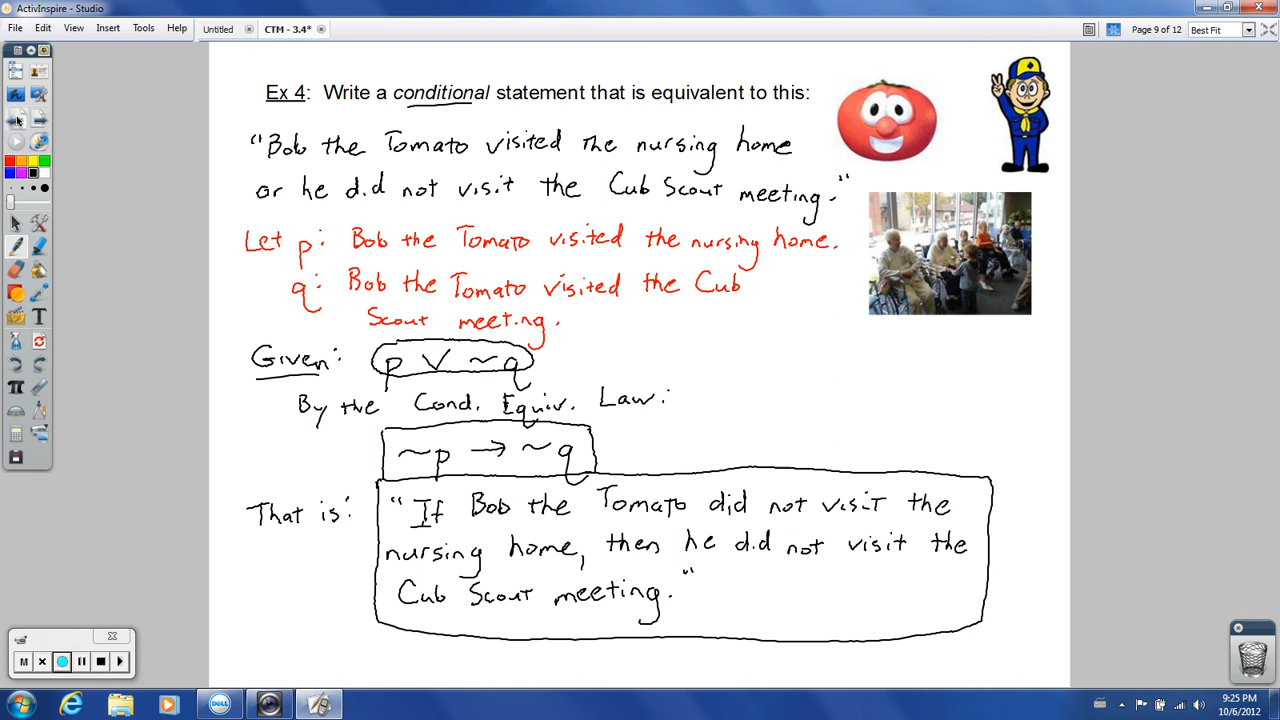 ActivInspire - Studio
File Edit View Insert Tools Help
Untitled
CTM - 3.4*
Page 9 of 12
Best Fit
Ex 4: Write a conditional statement that is equivalent to this:
"Bob the Tomato visited the nursing home
or he did not visit the Cub Scout meeting."
Let p: Bob the Tomato visited the nursing home.
q: Bob the Tomato visited the Cub
Scout meeting.
Given: p ∨ ~q
By the Cond. Equiv. Law:
~p → ~q
That is: "If Bob the Tomato did not visit the
nursing home, then he did not visit the
Cub Scout meeting."
M
9:25 PM
10/6/2012